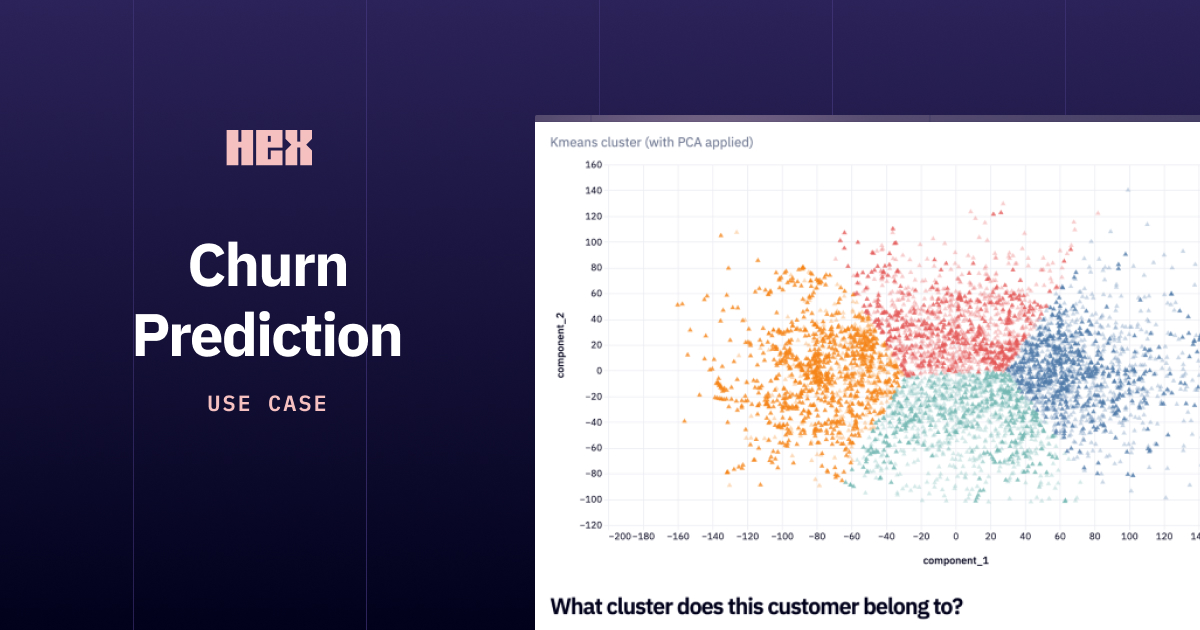 HEX
Churn
Prediction
USE CASE
Kmeans cluster (with PCA applied)
160
140
120
100
80
60
40
20
0
−20
−40
−60
−80
−100
−120
component_2
−200 −180 −160 −140 −120 −100 −80 −60 −40 −20 0 20 40 60 80 100 120
component_1
What cluster does this customer belong to?